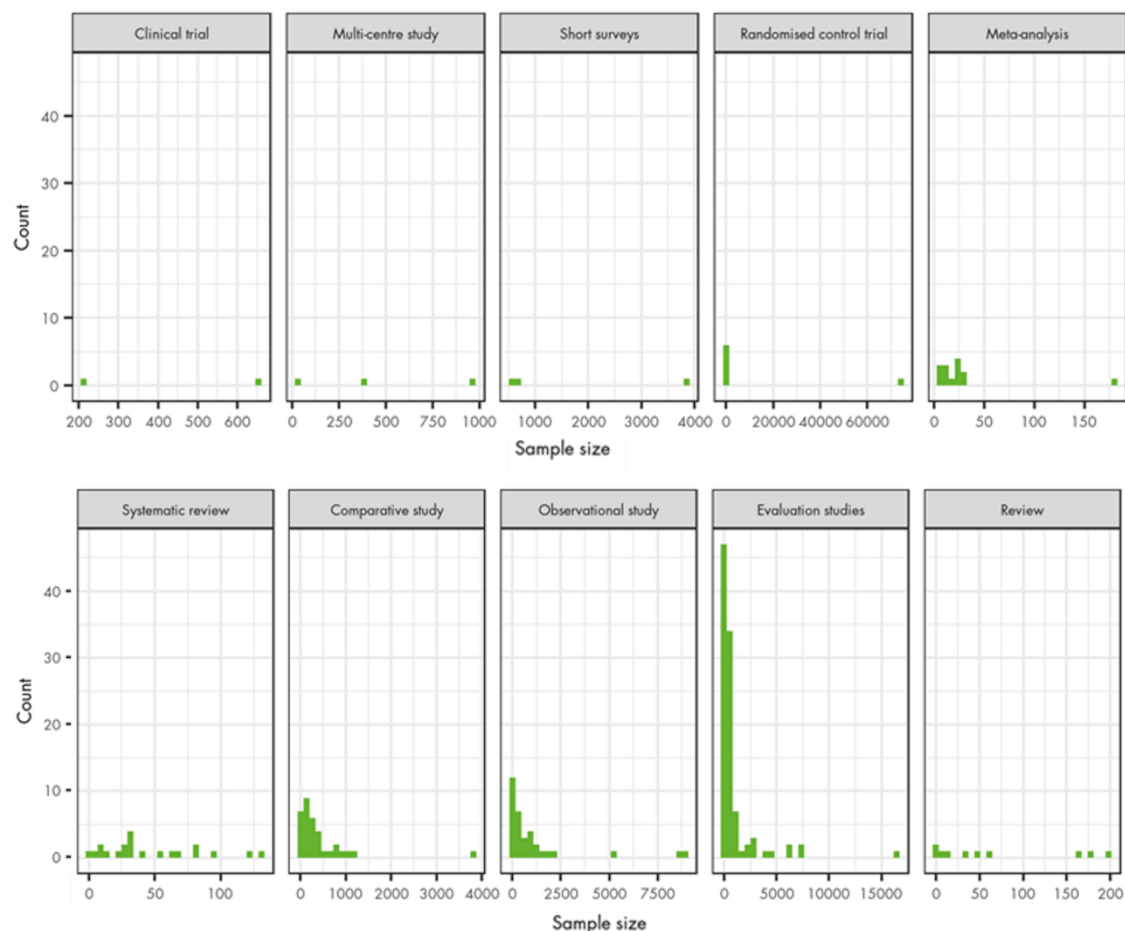 Clinical trial Multi-centre study Short surveys Randomised control trial Meta-analysis
40
30
20
10
0
Count
200 300 400 500 600 0 250 500 750 1000 1000 2000 3000 4000 0 20000 40000 60000 0 50 100 150
Sample size
Systematic review Comparative study Observational study Evaluation studies Review
40
30
20
10
0
Count
0 50 100 0 1000 2000 3000 4000 0 2500 5000 7500 0 5000 10000 15000 0 50 100 150 200
Sample size